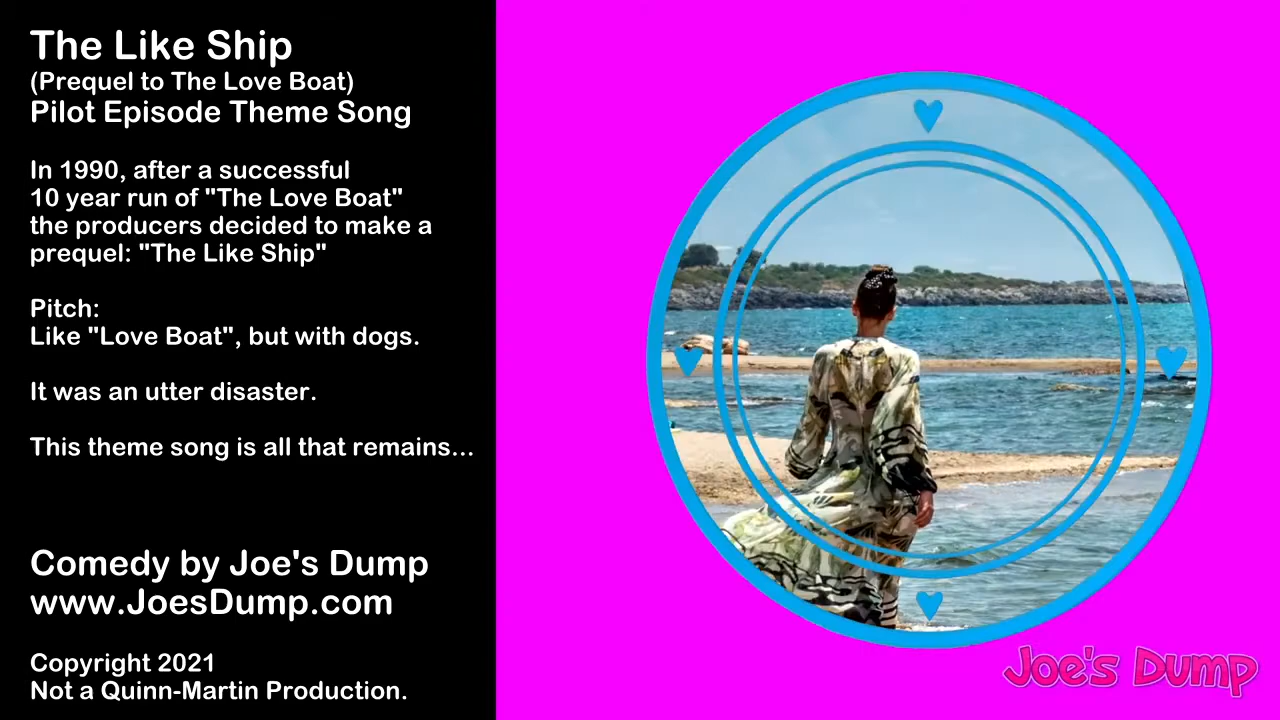 The Like Ship
(Prequel to The Love Boat)
Pilot Episode Theme Song
In 1990, after a successful
10 year run of "The Love Boat"
the producers decided to make a
prequel: "The Like Ship"
Pitch:
Like "Love Boat", but with dogs.
It was an utter disaster.
This theme song is all that remains...
Comedy by Joe's Dump
www.JoesDump.com
Copyright 2021
Not a Quinn-Martin Production.
Joe's Dump